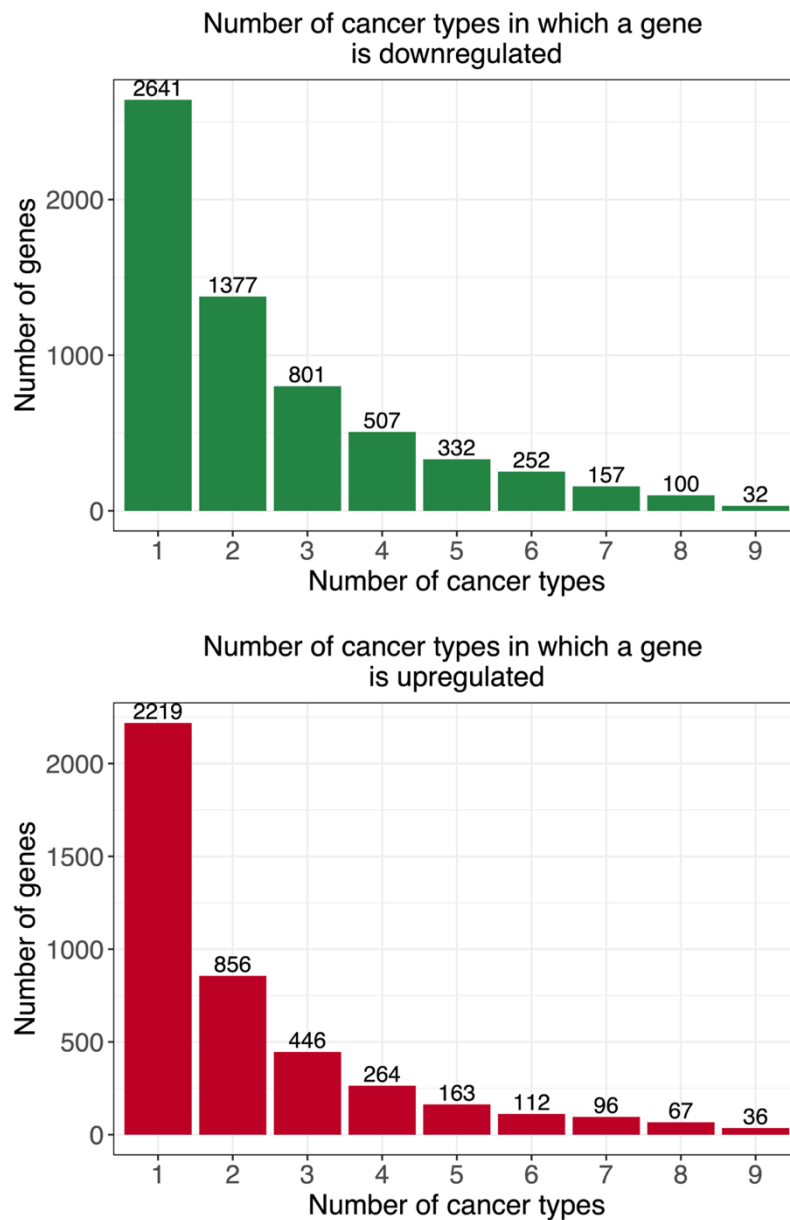 Number of cancer types in which a gene
is downregulated
2641
1377
801
507
332
252
157
100
32
2000
1000
0
Number of genes
1 2 3 4 5 6 7 8 9
Number of cancer types
Number of cancer types in which a gene
is upregulated
2219
856
446
264
163
112
96
67
36
2000
1500
1000
500
0
Number of genes
1 2 3 4 5 6 7 8 9
Number of cancer types